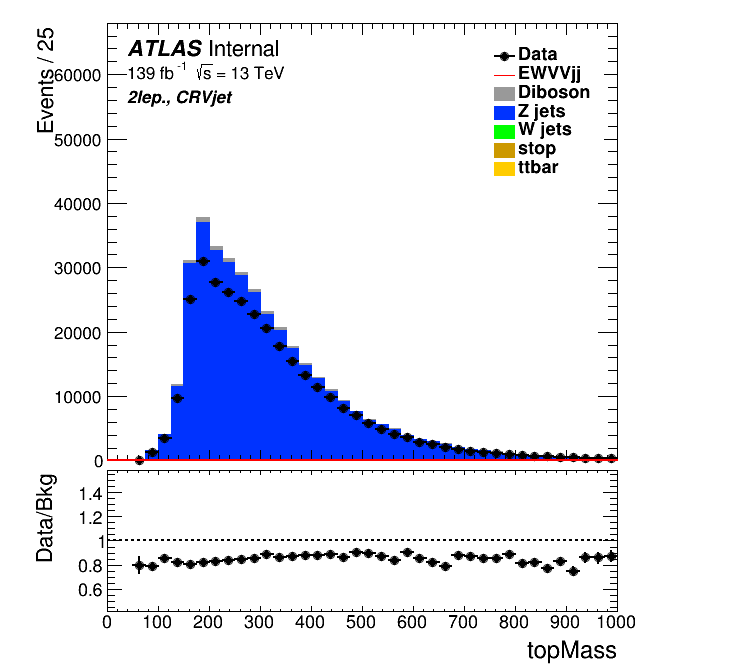 Events / 25
60000
50000
40000
30000
20000
10000
0
ATLAS Internal
139 fb⁻¹ √s = 13 TeV
2lep., CRVjet
Data
EWVVjj
Diboson
Z jets
W jets
stop
ttbar
Data/Bkg
1.4
1.2
1
0.8
0.6
0 100 200 300 400 500 600 700 800 900 1000
topMass